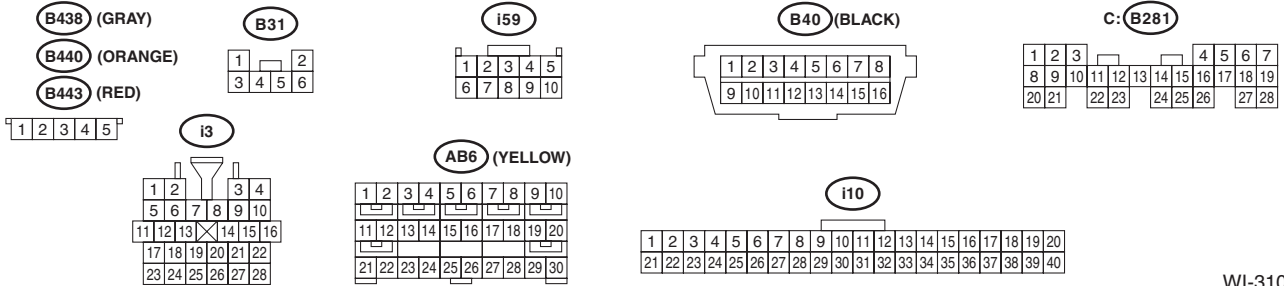 B438 (GRAY)
B440 (ORANGE)
B443 (RED)
1 2 3 4 5
B31
1 2
3 4 5 6
i59
1 2 3 4 5
6 7 8 9 10
B40 (BLACK)
1 2 3 4 5 6 7 8
9 10 11 12 13 14 15 16
C: B281
1 2 3 4 5 6 7
8 9 10 11 12 13 14 15 16 17 18 19
20 21 22 23 24 25 26 27 28
i3
1 2 3 4
5 6 7 8 9 10
11 12 13 14 15 16
17 18 19 20 21 22
23 24 25 26 27 28
AB6 (YELLOW)
1 2 3 4 5 6 7 8 9 10
11 12 13 14 15 16 17 18 19 20
21 22 23 24 25 26 27 28 29 30
i10
1 2 3 4 5 6 7 8 9 10 11 12 13 14 15 16 17 18 19 20
21 22 23 24 25 26 27 28 29 30 31 32 33 34 35 36 37 38 39 40